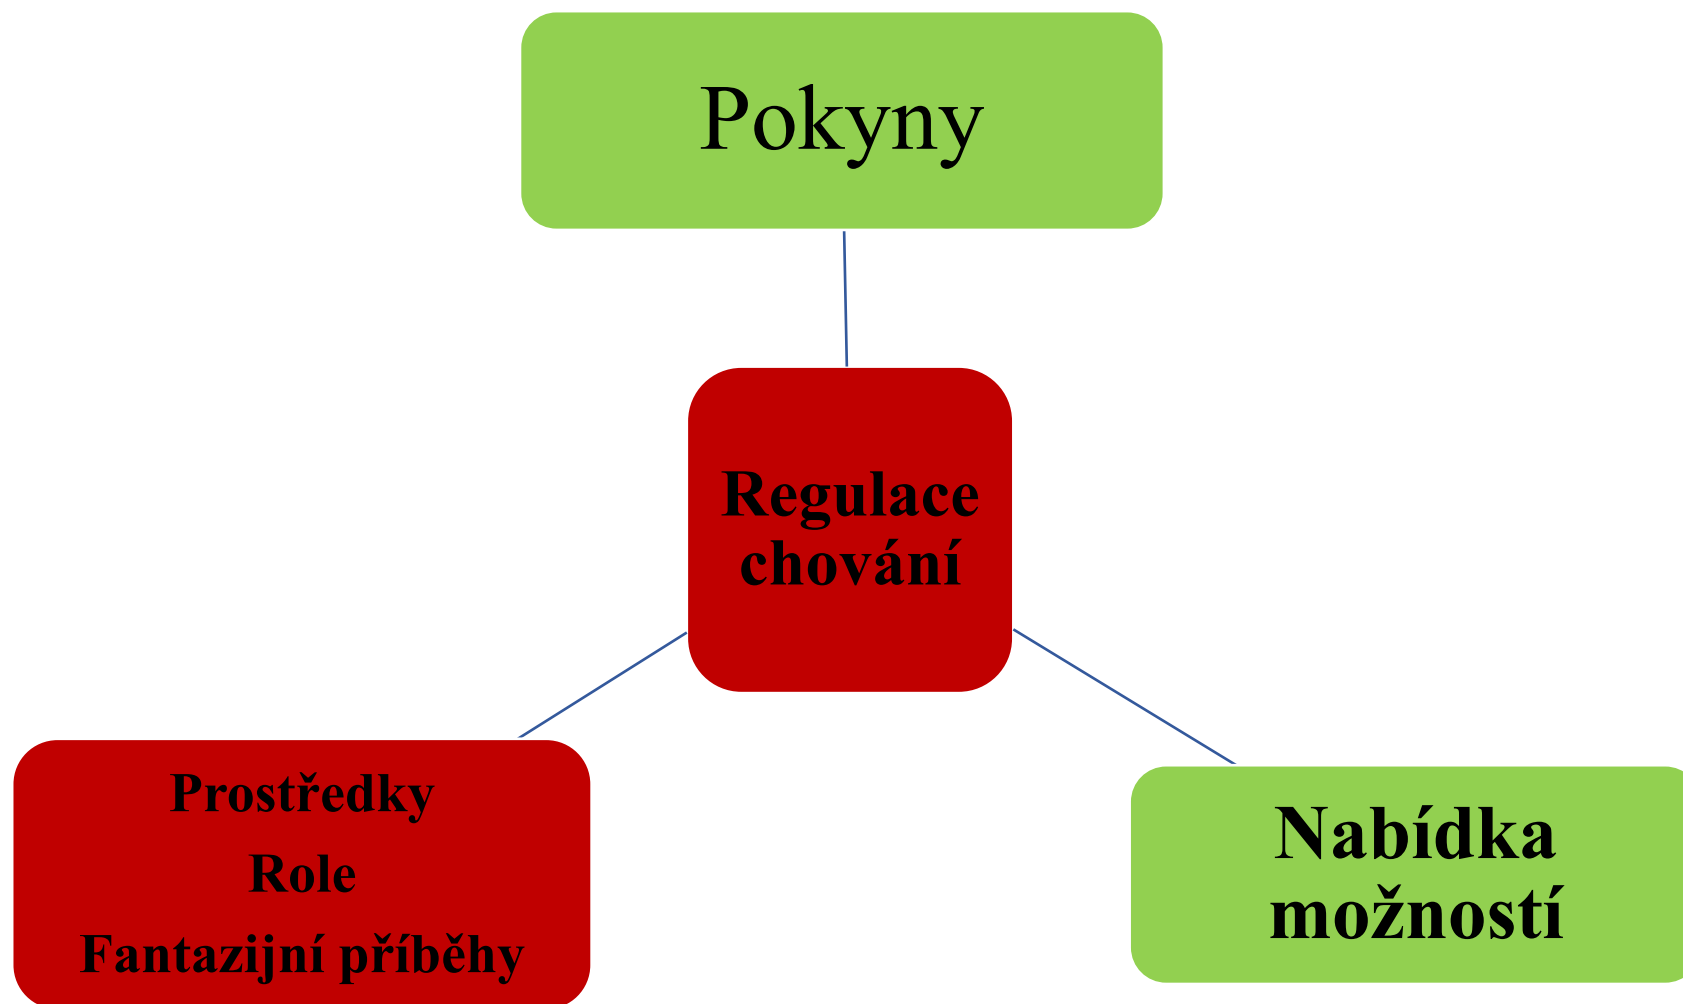 Pokyny
Regulace
chování
Prostředky
Role
Fantazijní příběhy
Nabídka
možností